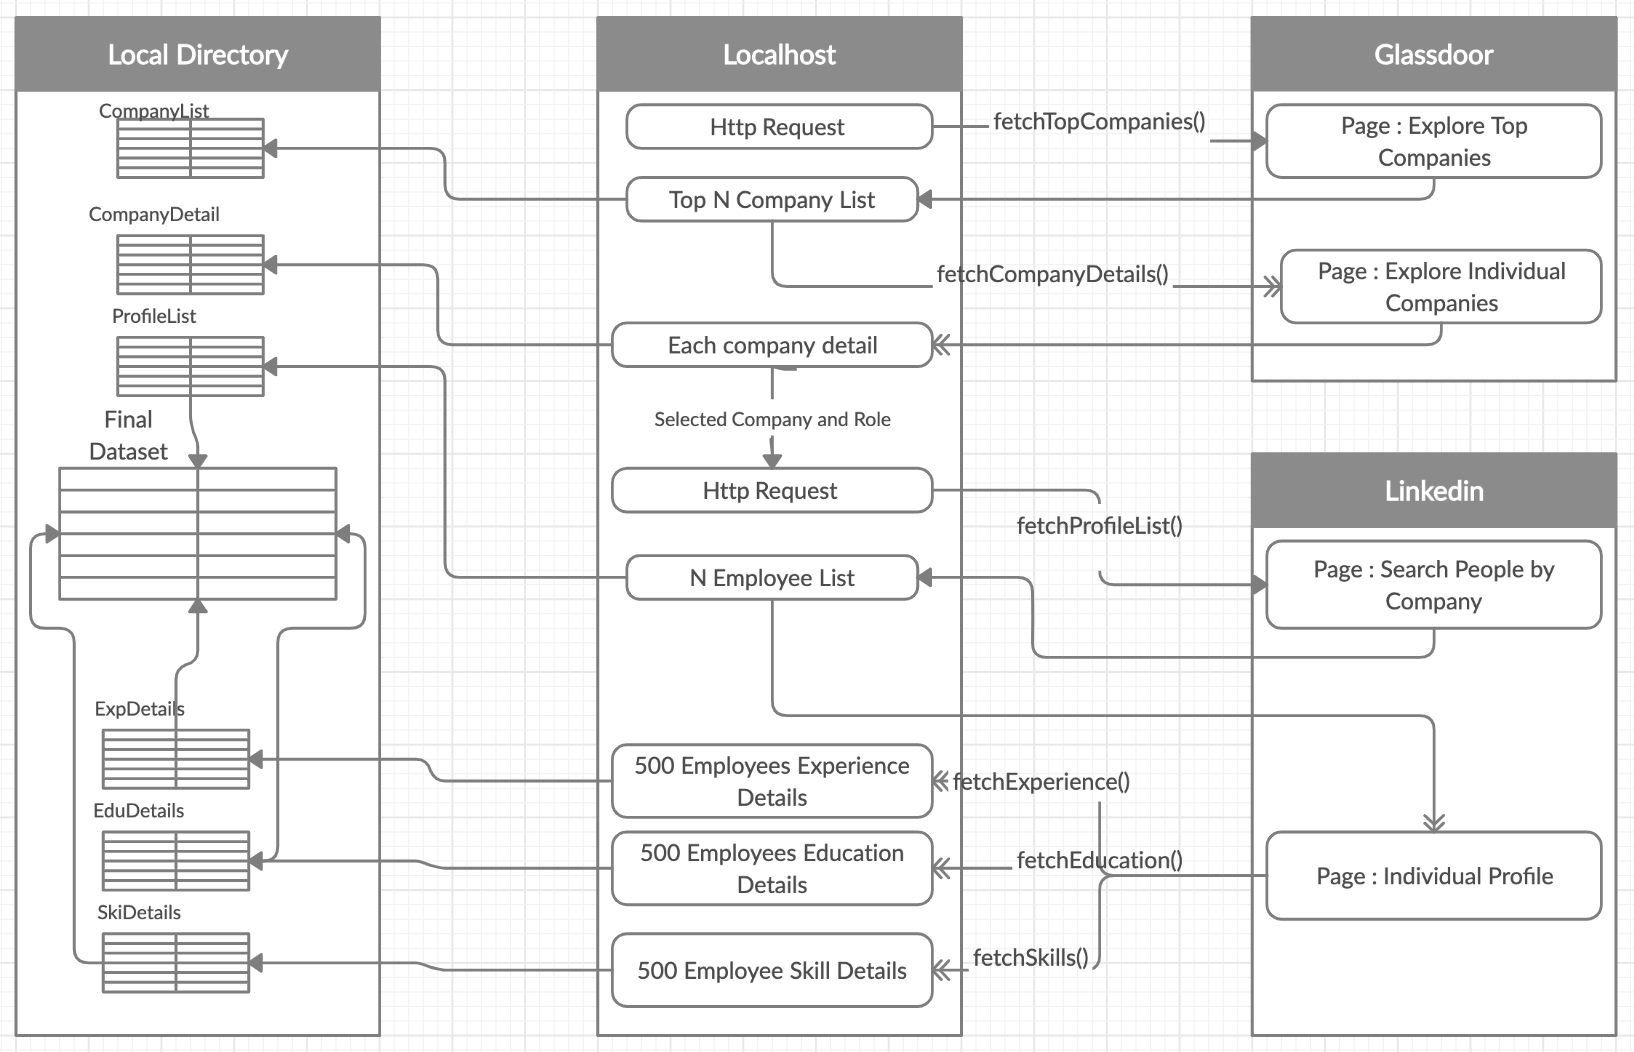 Local Directory
CompanyList
CompanyDetail
ProfileList
Final
Dataset
ExpDetails
EduDetails
SkiDetails
Localhost
Http Request
Top N Company List
Each company detail
Selected Company and Role
Http Request
N Employee List
500 Employees Experience
Details
500 Employees Education
Details
500 Employee Skill Details
fetchTopCompanies()
fetchCompanyDetails()
fetchProfileList()
fetchExperience()
fetchEducation()
fetchSkills()
Glassdoor
Page : Explore Top
Companies
Page : Explore Individual
Companies
Linkedin
Page : Search People by
Company
Page : Individual Profile